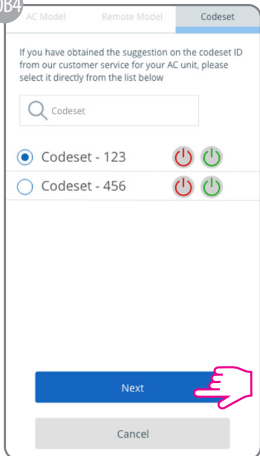 0B4
AC Model Remote Model Codeset
If you have obtained the suggestion on the codeset ID
from our customer service for your AC unit, please
select it directly from the list below
Codeset
Codeset - 123
Codeset - 456
Next
Cancel